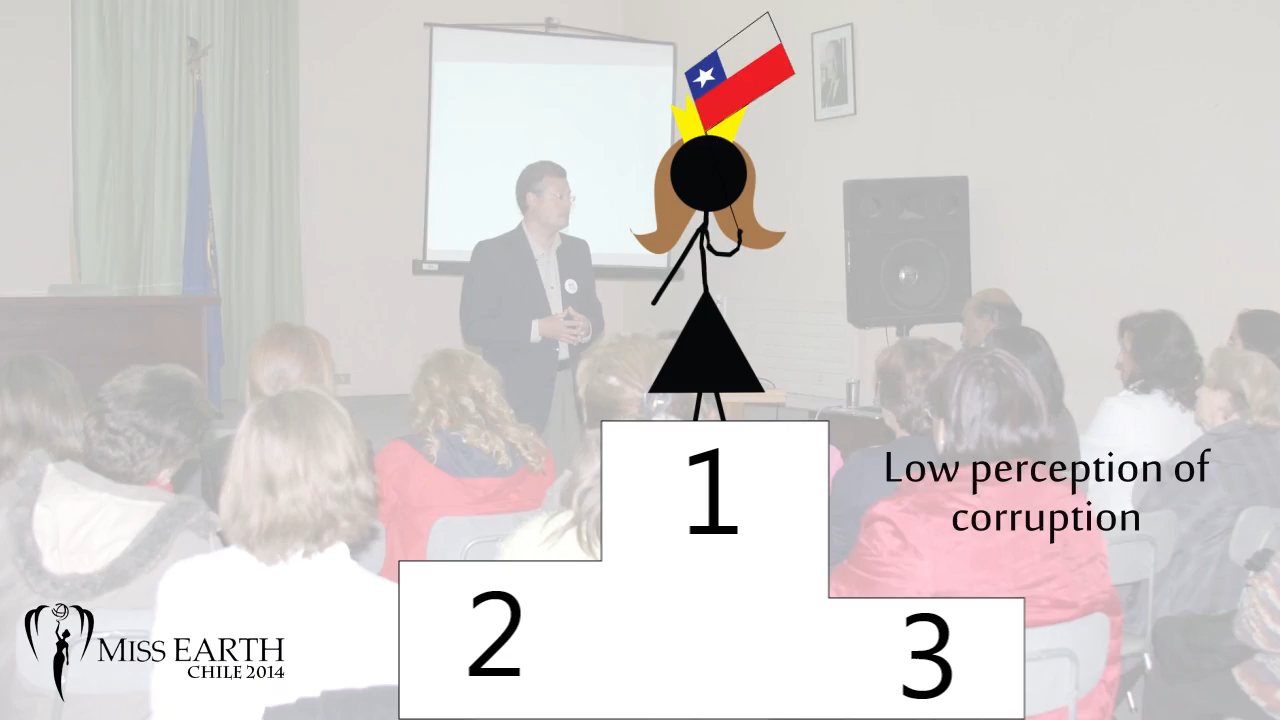 1
Low perception of
corruption
2
3
MISS EARTH
CHILE 2014